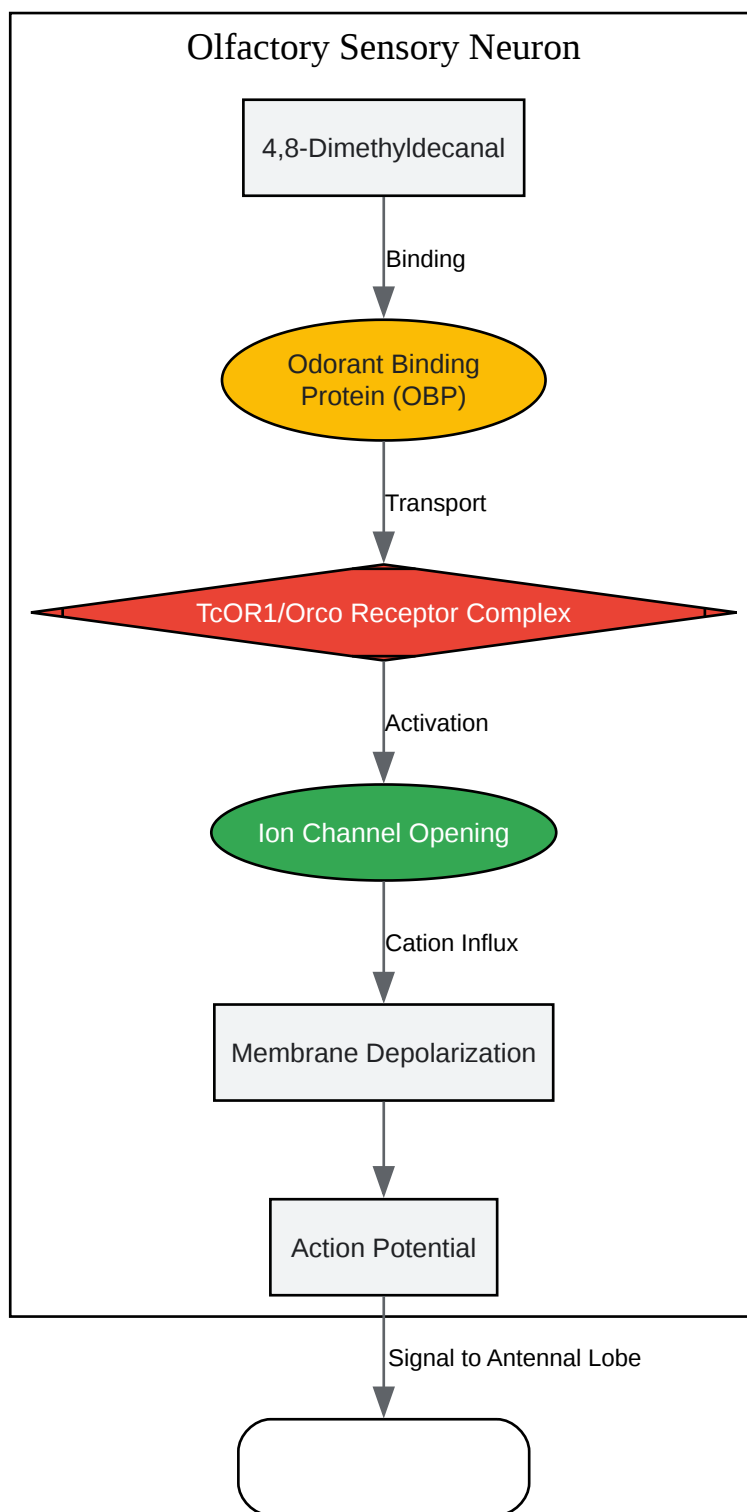 Olfactory Sensory Neuron
4,8-Dimethyldecanal
Binding
Odorant Binding
Protein (OBP)
Transport
TcOR1/Orco Receptor Complex
Activation
Ion Channel Opening
Cation Influx
Membrane Depolarization
Action Potential
Signal to Antennal Lobe